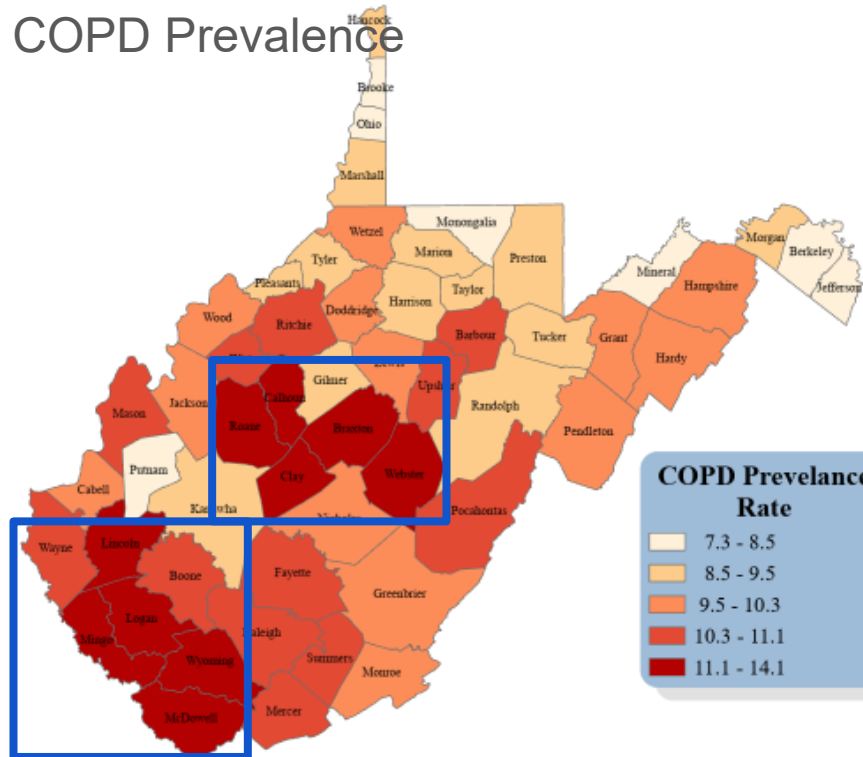 COPD Prevalence
Hancock
Brooke
Ohio
Marshall
Wetzel
Monongalia
Marion
Preston
Tyler
Pleasants
Harrison
Taylor
Doddridge
Wood
Ritchie
Barbour
Tucker
Mineral
Hampshire
Morgan
Berkeley
Jefferson
Grant
Hardy
Gilmer
Lewis
Upshur
Randolph
Pendleton
Jackson
Mason
Roane
Calhoun
Braxton
Webster
Clay
Putnam
Cabell
Kanawha
Pocahontas
Wayne
Lincoln
Boone
Fayette
Greenbrier
Logan
Mingo
Raleigh
Wyoming
Summers
Monroe
McDowell
Mercer
COPD Prevelance
Rate
7.3 - 8.5
8.5 - 9.5
9.5 - 10.3
10.3 - 11.1
11.1 - 14.1